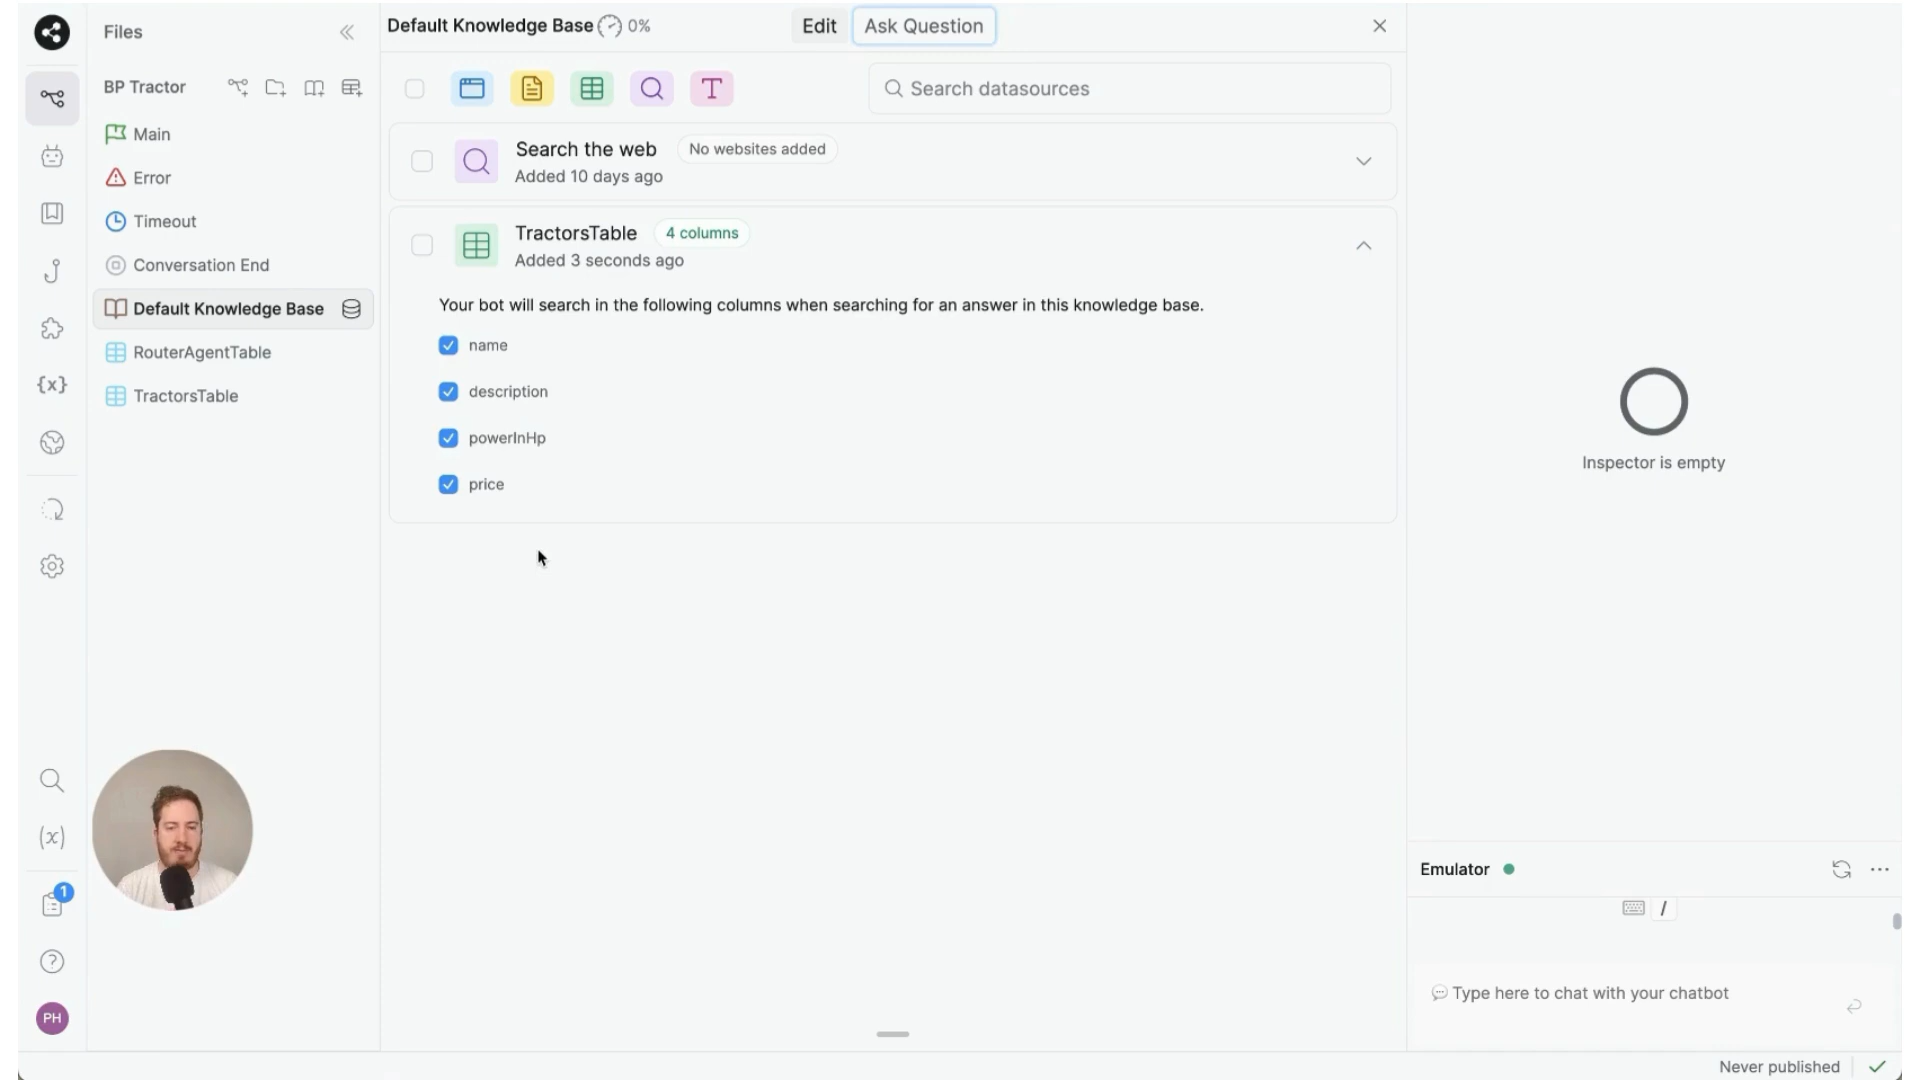 Files
BP Tractor
Main
Error
Timeout
Conversation End
Default Knowledge Base
RouterAgentTable
TractorsTable
{x}
(x)
1
PH
Default Knowledge Base 0%
Edit
Ask Question
T
Search datasources
Search the web No websites added
Added 10 days ago
TractorsTable 4 columns
Added 3 seconds ago
Your bot will search in the following columns when searching for an answer in this knowledge base.
name
description
powerInHp
price
Inspector is empty
Emulator
/
Type here to chat with your chatbot
Never published